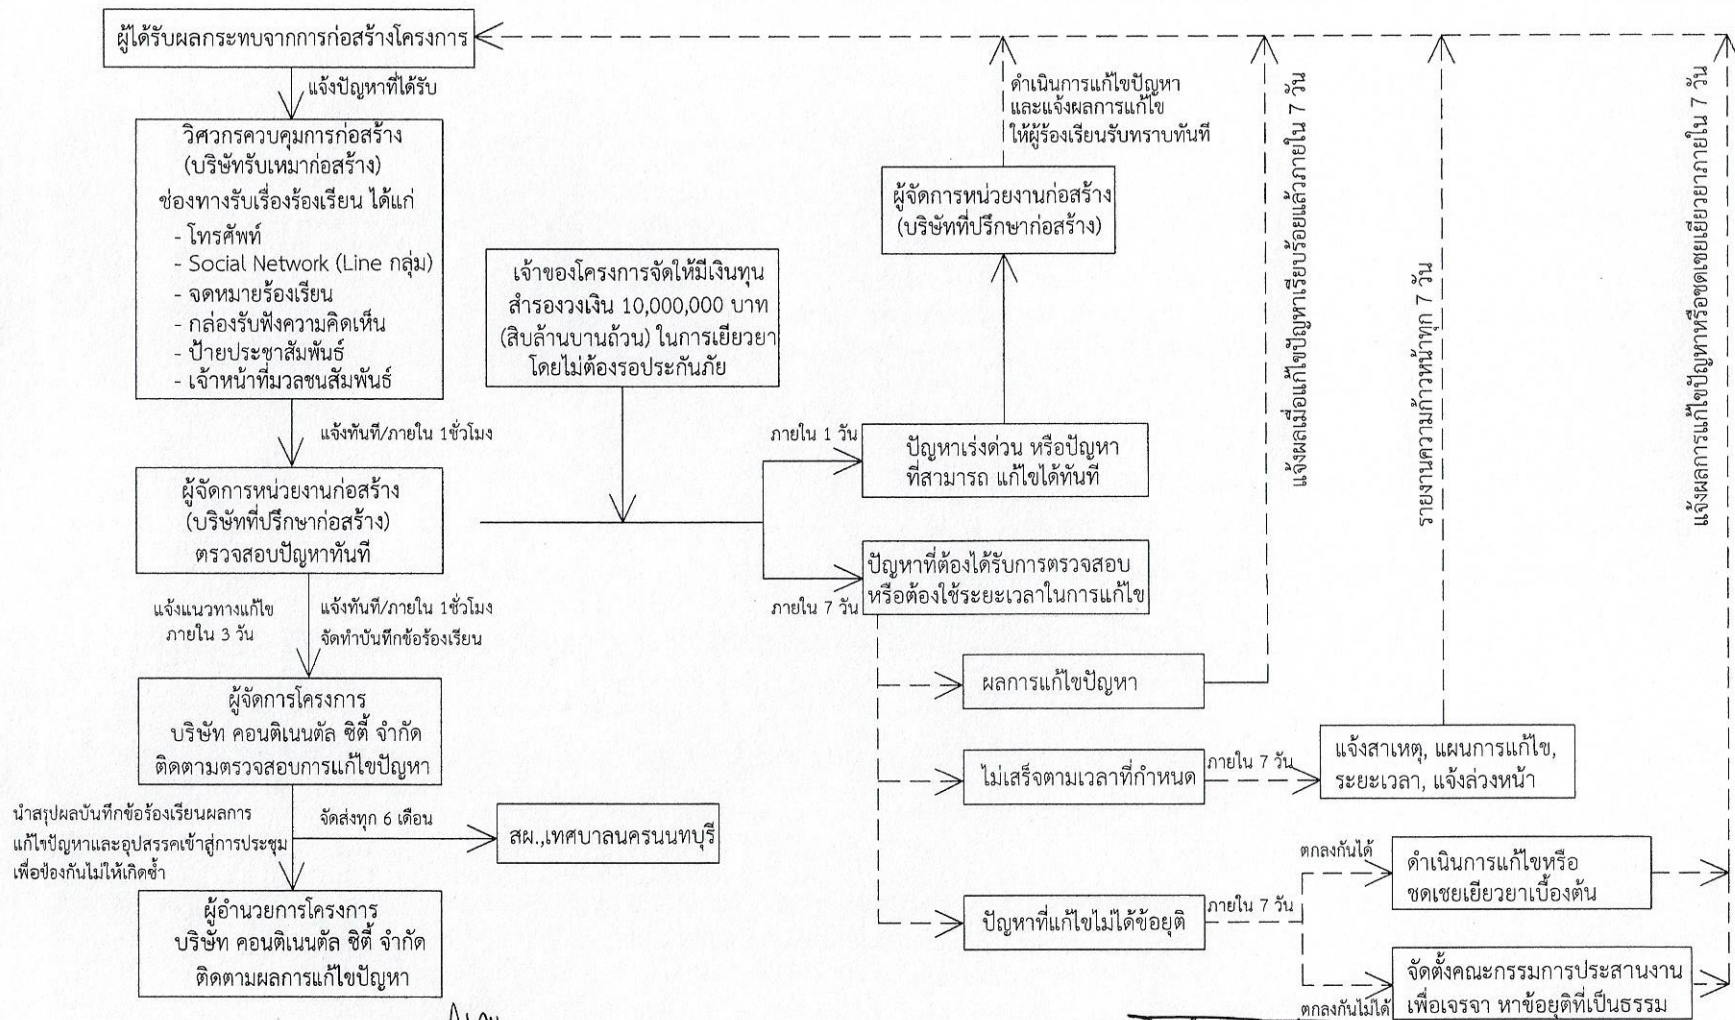 ผู้ได้รับผลกระทบจากการก่อสร้างโครงการ
แจ้งปัญหาที่ได้รับ
วิศวกรควบคุมการก่อสร้าง
(บริษัทรับเหมาก่อสร้าง)
ช่องทางรับเรื่องร้องเรียน ได้แก่
- โทรศัพท์
- Social Network (Line กลุ่ม)
- จดหมายร้องเรียน
- กล่องรับฟังความคิดเห็น
- ป้ายประชาสัมพันธ์
- เจ้าหน้าที่มวลชนสัมพันธ์
แจ้งทันที/ภายใน 1ชั่วโมง
ผู้จัดการหน่วยงานก่อสร้าง
(บริษัทที่ปรึกษาก่อสร้าง)
ตรวจสอบปัญหาทันที
แจ้งแนวทางแก้ไข
ภายใน 3 วัน
แจ้งทันที/ภายใน 1ชั่วโมง
จัดทำบันทึกข้อร้องเรียน
ผู้จัดการโครงการ
บริษัท คอนติเนนตัล ซิตี้ จำกัด
ติดตามตรวจสอบการแก้ไขปัญหา
นำสรุปผลบันทึกข้อร้องเรียนผลการ
แก้ไขปัญหาและอุปสรรคเข้าสู่การประชุม
เพื่อป้องกันไม่ให้เกิดซ้ำ
จัดส่งทุก 6 เดือน
สผ.,เทศบาลนครนนทบุรี
ผู้อำนวยการโครงการ
บริษัท คอนติเนนตัล ซิตี้ จำกัด
ติดตามผลการแก้ไขปัญหา
เจ้าของโครงการจัดให้มีเงินทุน
สำรองวงเงิน 10,000,000 บาท
(สิบล้านบานถ้วน) ในการเยียวยา
โดยไม่ต้องรอประกันภัย
ภายใน 1 วัน
ปัญหาเร่งด่วน หรือปัญหา
ที่สามารถ แก้ไขได้ทันที
ผู้จัดการหน่วยงานก่อสร้าง
(บริษัทที่ปรึกษาก่อสร้าง)
ดำเนินการแก้ไขปัญหา
และแจ้งผลการแก้ไข
ให้ผู้ร้องเรียนรับทราบทันที
ภายใน 7 วัน
ปัญหาที่ต้องได้รับการตรวจสอบ
หรือต้องใช้ระยะเวลาในการแก้ไข
ผลการแก้ไขปัญหา
แจ้งผลเมื่อแก้ไขปัญหาเรียบร้อยแล้วภายใน 7 วัน
ไม่เสร็จตามเวลาที่กำหนด
ภายใน 7 วัน
แจ้งสาเหตุ, แผนการแก้ไข,
ระยะเวลา, แจ้งล่วงหน้า
รายงานความก้าวหน้าทุก 7 วัน
ปัญหาที่แก้ไขไม่ได้ข้อยุติ
ภายใน 7 วัน
ตกลงกันได้
ดำเนินการแก้ไขหรือ
ชดเชยเยียวยาเบื้องต้น
ตกลงกันไม่ได้
จัดตั้งคณะกรรมการประสานงาน
เพื่อเจรจา หาข้อยุติที่เป็นธรรม
แจ้งผลการแก้ไขปัญหาหรือชดเชยเยียวยาภายใน 7 วัน